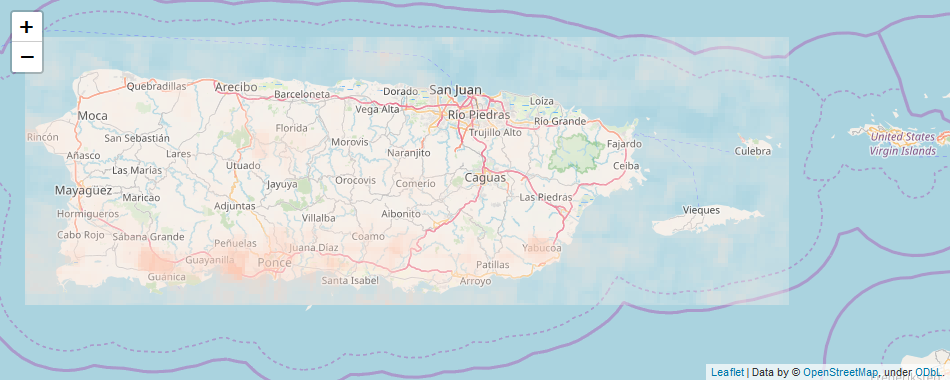 +
−
Quebradillas
Arecibo
Barceloneta
Dorado
San Juan
Vega Alta
Loíza
Moca
Río Piedras
Río Grande
Rincón
San Sebastián
Florida
Morovis
Trujillo Alto
Fajardo
United States
Virgin Islands
Añasco
Lares
Naranjito
Culebra
Las Marías
Utuado
Ceiba
Mayagüez
Maricao
Jayuya
Orocovis
Comerío
Caguas
Las Piedras
Hormigueros
Adjuntas
Villalba
Aibonito
Vieques
Cabo Rojo
Sabana Grande
Peñuelas
Juana Díaz
Coamo
Yabucoa
Guayanilla
Ponce
Patillas
Guánica
Santa Isabel
Arroyo
Frederiksted
Leaflet | Data by © OpenStreetMap, under ODbL.